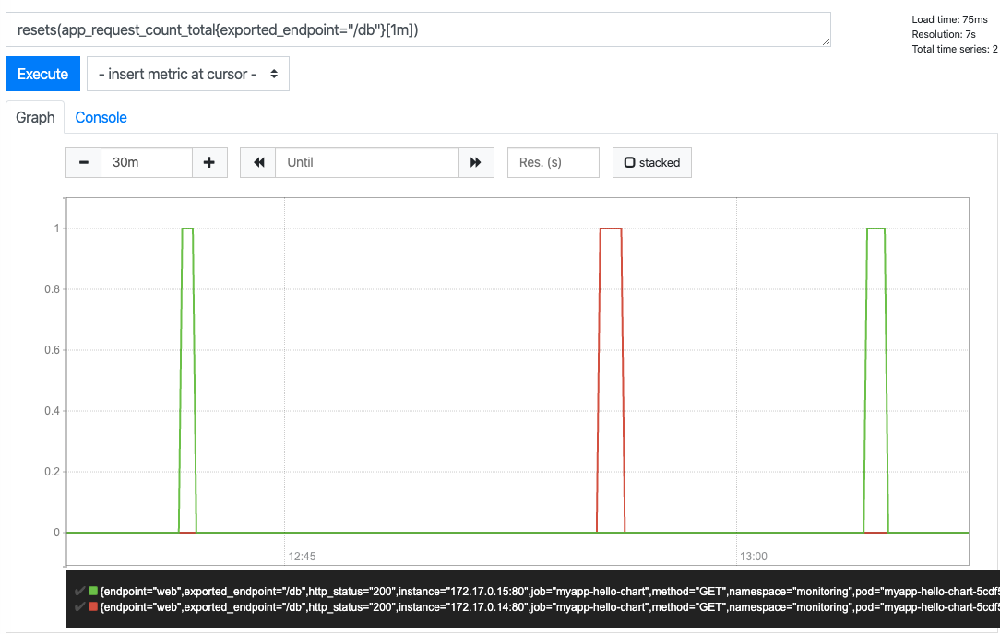 resets(app_request_count_total{exported_endpoint="/db"}[1m])
Load time: 75ms
Resolution: 7s
Total time series: 2
Execute
- insert metric at cursor -
Graph
Console
30m
Until
Res. (s)
stacked
1
0.8
0.6
0.4
0.2
0
12:45
13:00
{endpoint="web",exported_endpoint="/db",http_status="200",instance="172.17.0.15:80",job="myapp-hello-chart",method="GET",namespace="monitoring",pod="myapp-hello-chart-5cdf5
{endpoint="web",exported_endpoint="/db",http_status="200",instance="172.17.0.14:80",job="myapp-hello-chart",method="GET",namespace="monitoring",pod="myapp-hello-chart-5cdf5